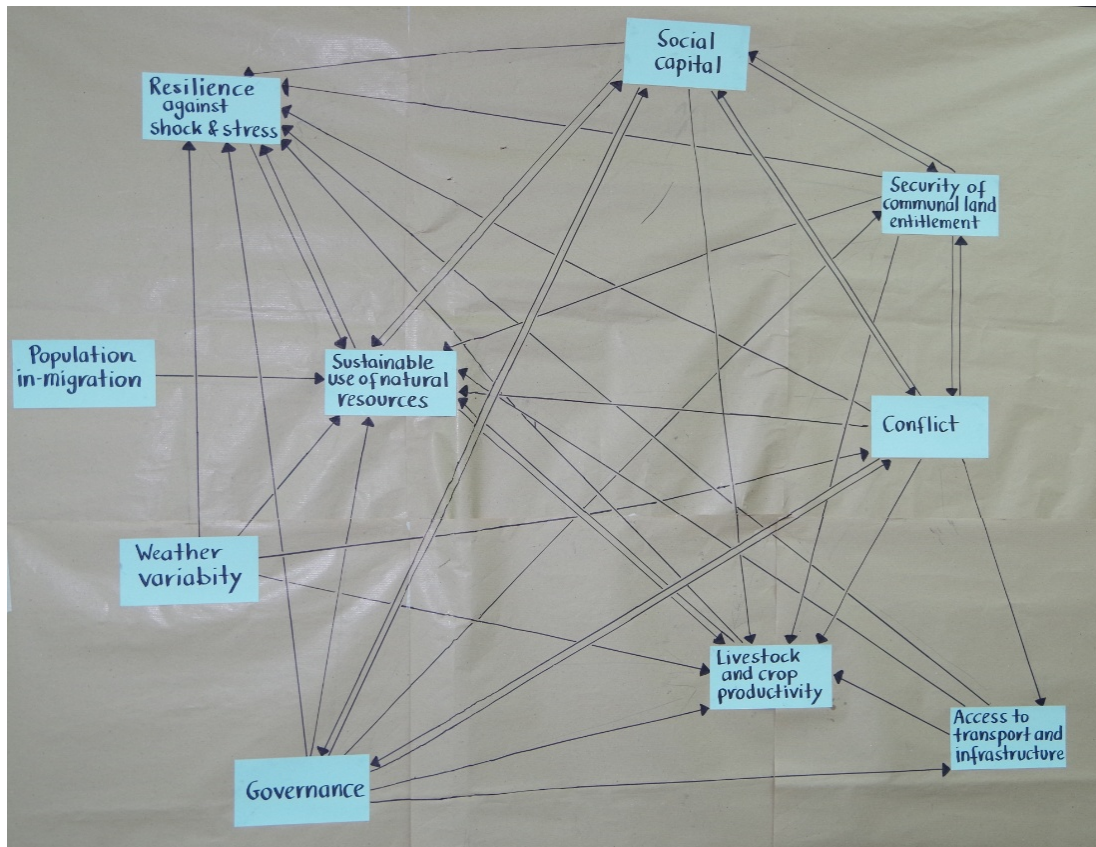 Social
capital
Resilience
against
shock & stress
Security of
communal land
entitlement
Population
in-migration
Sustainable
use of natural
resources
Conflict
Weather
variabity
Livestock
and crop
productivity
Access to
transport and
infrastructure
Governance